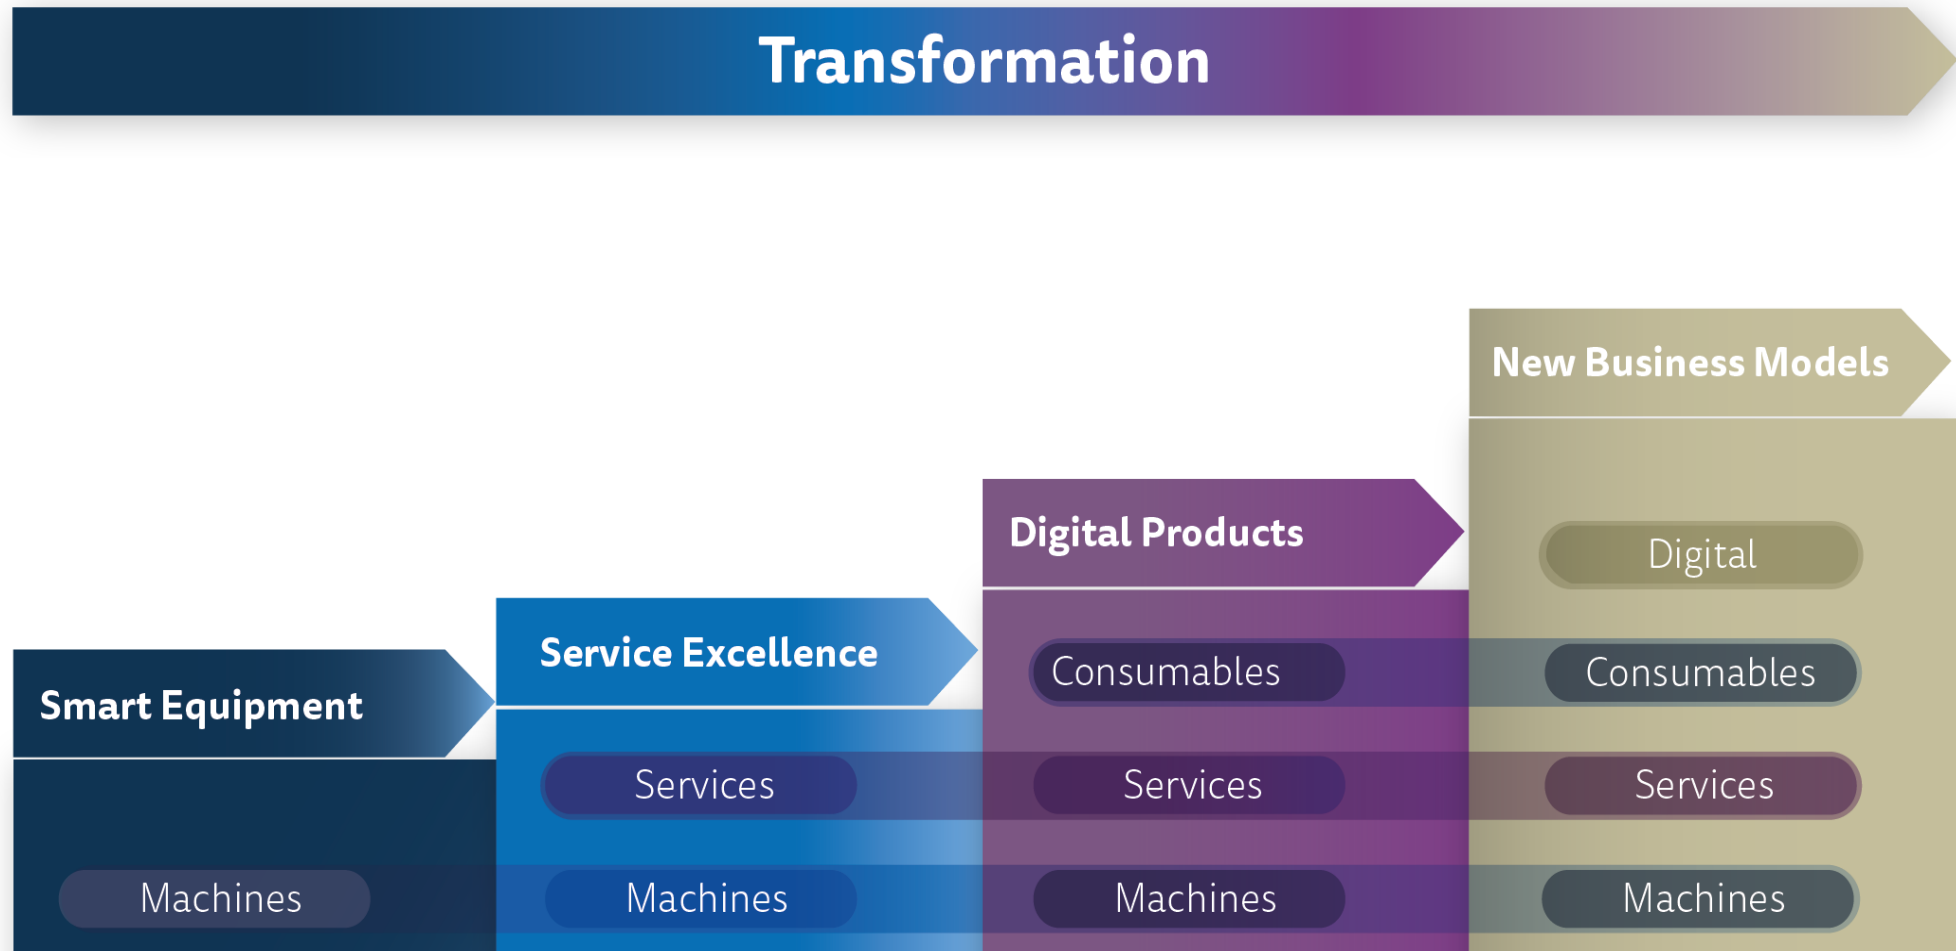 Transformation
New Business Models
Digital Products
Service Excellence
Smart Equipment
Digital
Consumables
Consumables
Services
Services
Services
Machines
Machines
Machines
Machines